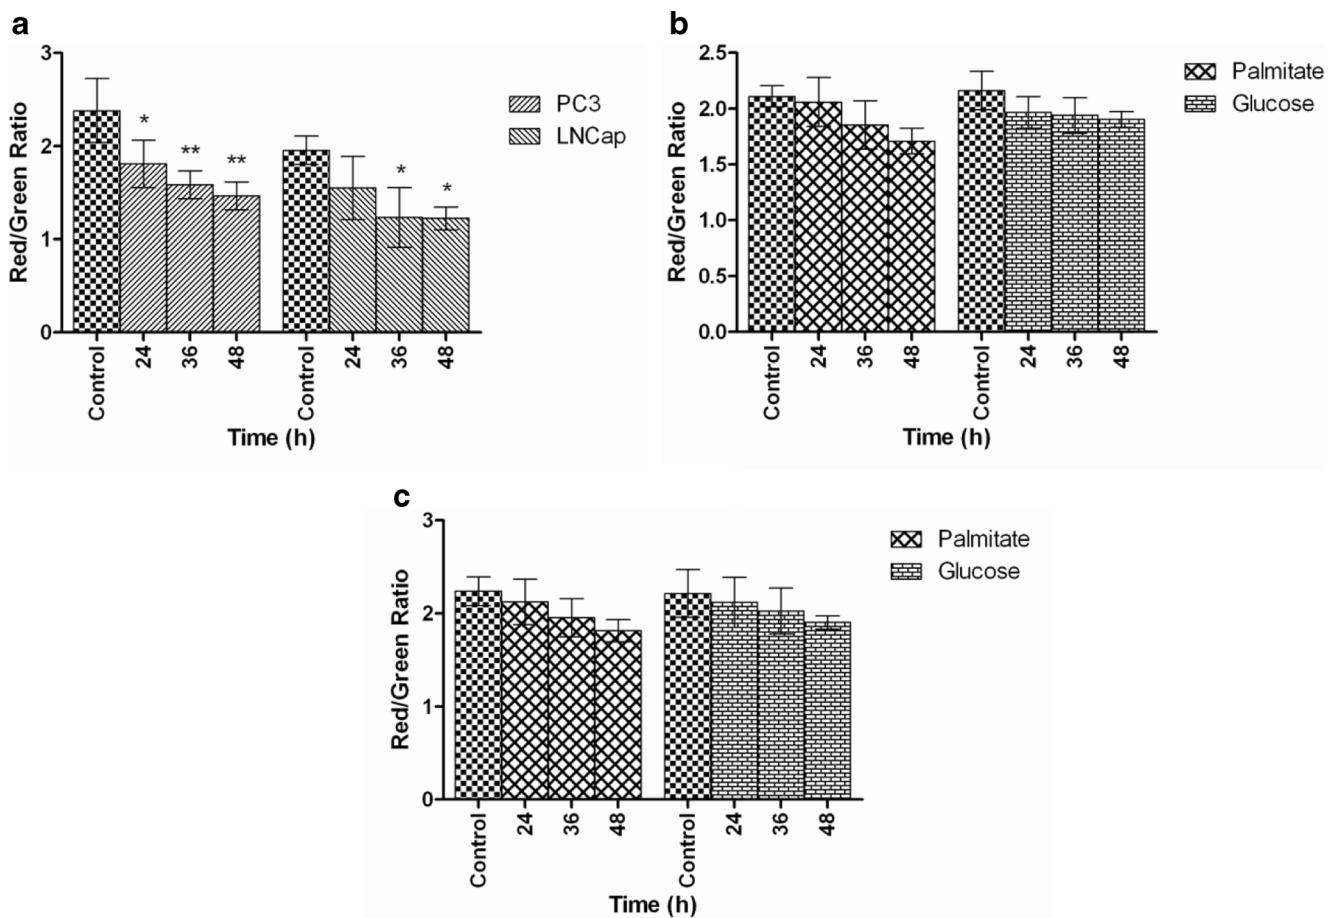 a
Red/Green Ratio
3
2
1
0
*
**
**
*
*
PC3
LNCap
Control 24 36 48 Control 24 36 48
Time (h)
b
Red/Green Ratio
2.5
2.0
1.5
1.0
0.5
0.0
Palmitate
Glucose
Control 24 36 48 Control 24 36 48
Time (h)
c
Red/Green Ratio
3
2
1
0
Palmitate
Glucose
Control 24 36 48 Control 24 36 48
Time (h)